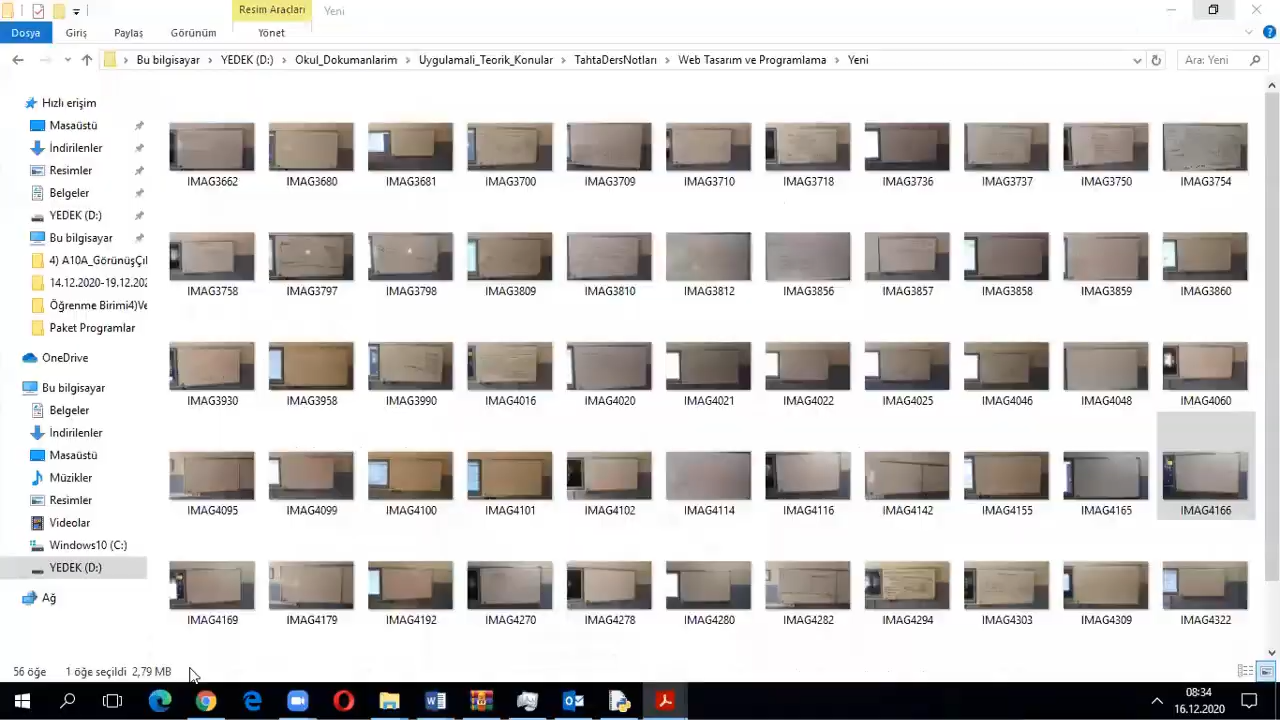 Resim Araçları
Yeni
Dosya
Giriş
Paylaş
Görünüm
Yönet
Bu bilgisayar
YEDEK (D:)
Okul_Dokumanlarim
Uygulamali_Teorik_Konular
TahtaDersNotları
Web Tasarım ve Programlama
Yeni
Ara: Yeni
Hızlı erişim
Masaüstü
İndirilenler
Resimler
Belgeler
YEDEK (D:)
Bu bilgisayar
4) A10A_GörünüşÇıl
14.12.2020-19.12.202
Öğrenme Birimi4)Ve
Paket Programlar
OneDrive
Bu bilgisayar
Belgeler
İndirilenler
Masaüstü
Müzikler
Resimler
Videolar
Windows10 (C:)
YEDEK (D:)
Ağ
IMAG3662 IMAG3680 IMAG3681 IMAG3700 IMAG3709 IMAG3710 IMAG3718 IMAG3736 IMAG3737 IMAG3750 IMAG3754
IMAG3758 IMAG3797 IMAG3798 IMAG3809 IMAG3810 IMAG3812 IMAG3856 IMAG3857 IMAG3858 IMAG3859 IMAG3860
IMAG3930 IMAG3958 IMAG3990 IMAG4016 IMAG4020 IMAG4021 IMAG4022 IMAG4025 IMAG4046 IMAG4048 IMAG4060
IMAG4095 IMAG4099 IMAG4100 IMAG4101 IMAG4102 IMAG4114 IMAG4116 IMAG4142 IMAG4155 IMAG4165 IMAG4166
IMAG4169 IMAG4179 IMAG4192 IMAG4270 IMAG4278 IMAG4280 IMAG4282 IMAG4294 IMAG4303 IMAG4309 IMAG4322
56 öğe
1 öğe seçildi 2,79 MB
08:34
16.12.2020